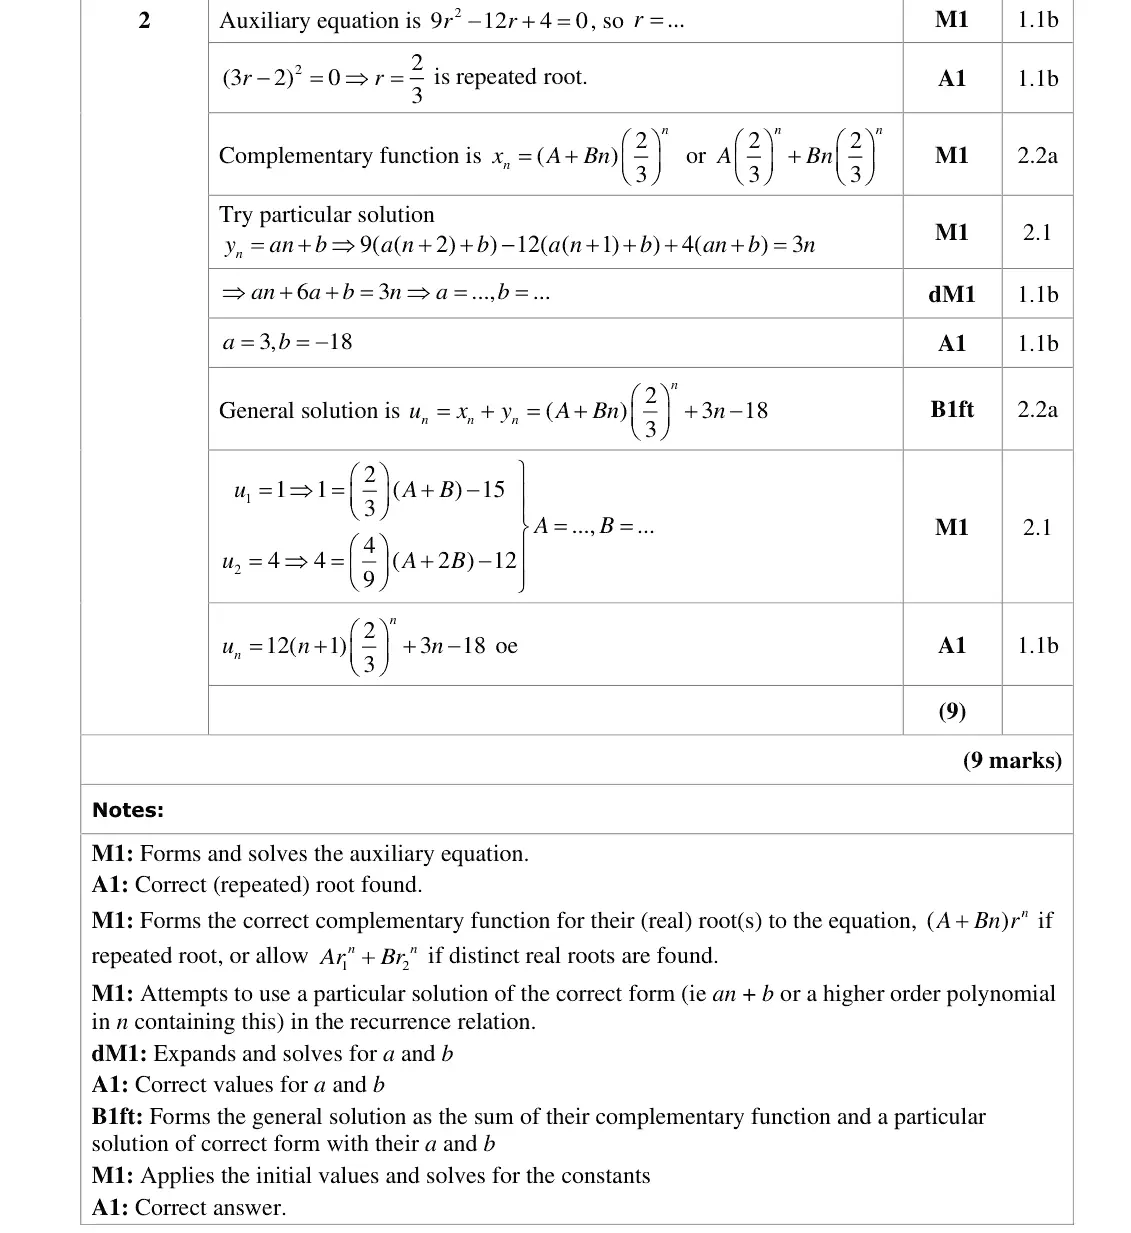 2 Auxiliary equation is 9r² − 12r + 4 = 0, so r = ... M1 1.1b
(3r − 2)² = 0 ⇒ r = 2/3 is repeated root. A1 1.1b
Complementary function is xₙ = (A + Bn)(2/3)ⁿ or A(2/3)ⁿ + Bn(2/3)ⁿ M1 2.2a
Try particular solution
yₙ = an + b ⇒ 9(a(n + 2) + b) − 12(a(n + 1) + b) + 4(an + b) = 3n M1 2.1
⇒ an + 6a + b = 3n ⇒ a = ..., b = ... dM1 1.1b
a = 3, b = −18 A1 1.1b
General solution is uₙ = xₙ + yₙ = (A + Bn)(2/3)ⁿ + 3n − 18 B1ft 2.2a
u₁ = 1 ⇒ 1 = (2/3)(A + B) − 15
A = ..., B = ... M1 2.1
u₂ = 4 ⇒ 4 = (4/9)(A + 2B) − 12
uₙ = 12(n + 1)(2/3)ⁿ + 3n − 18 oe A1 1.1b
(9)
(9 marks)
Notes:
M1: Forms and solves the auxiliary equation.
A1: Correct (repeated) root found.
M1: Forms the correct complementary function for their (real) root(s) to the equation, (A + Bn)rⁿ if
repeated root, or allow Ar₁ⁿ + Br₂ⁿ if distinct real roots are found.
M1: Attempts to use a particular solution of the correct form (ie an + b or a higher order polynomial
in n containing this) in the recurrence relation.
dM1: Expands and solves for a and b
A1: Correct values for a and b
B1ft: Forms the general solution as the sum of their complementary function and a particular
solution of correct form with their a and b
M1: Applies the initial values and solves for the constants
A1: Correct answer.